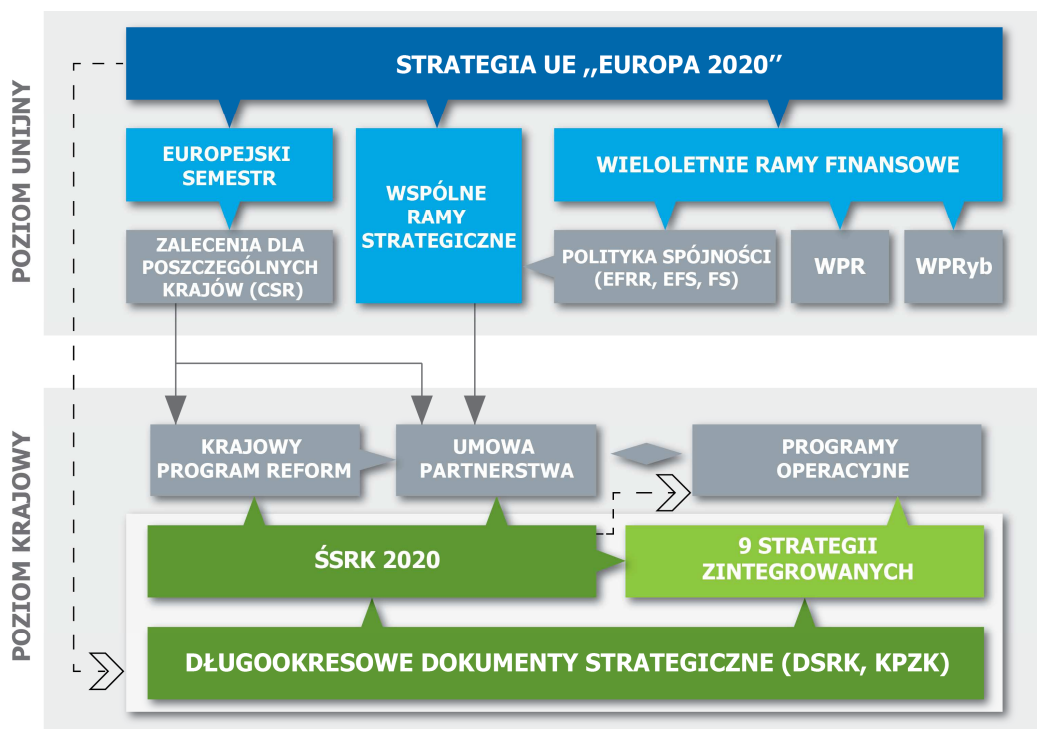 POZIOM UNIJNY
STRATEGIA UE ,,EUROPA 2020”
EUROPEJSKI
SEMESTR
WSPÓLNE
RAMY
STRATEGICZNE
WIELOLETNIE RAMY FINANSOWE
ZALECENIA DLA
POSZCZEGÓLNYCH
KRAJÓW (CSR)
POLITYKA SPÓJNOŚCI
(EFRR, EFS, FS)
WPR
WPRyb
POZIOM KRAJOWY
KRAJOWY
PROGRAM REFORM
UMOWA
PARTNERSTWA
PROGRAMY
OPERACYJNE
ŚSRK 2020
9 STRATEGII
ZINTEGROWANYCH
DŁUGOOKRESOWE DOKUMENTY STRATEGICZNE (DSRK, KPZK)